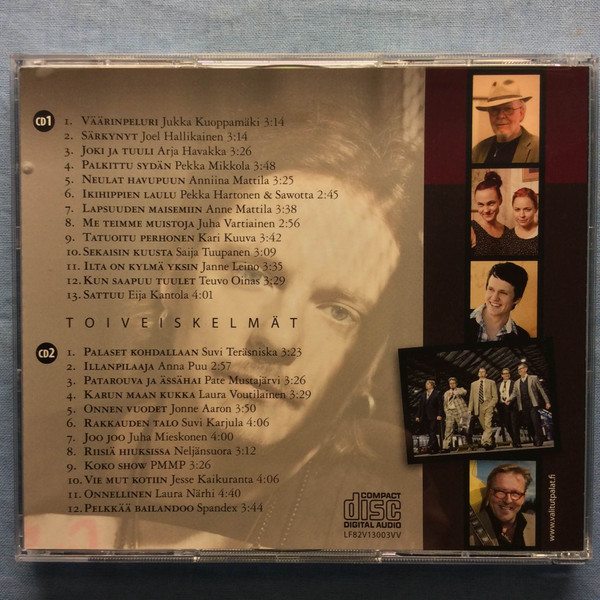 CD1
1. VÄÄRINPELURI Jukka Kuoppamäki 3:14
2. SÄRKYNYT Joel Hallikainen 3:14
3. JOKI JA TUULI Arja Havakka 3:26
4. PALKITTU SYDÄN Pekka Mikkola 3:48
5. NEULAT HAVUPUUN Anniina Mattila 3:25
6. IKIHIPPIEN LAULU Pekka Hartonen & Sawotta 2:45
7. LAPSUUDEN MAISEMIIN Anne Mattila 3:38
8. ME TEIMME MUISTOJA Juha Vartiainen 2:56
9. TATUOITU PERHONEN Kari Kuuva 3:42
10. SEKAISIN KUUSTA Saija Tuupanen 3:09
11. ILTA ON KYLMÄ YKSIN Janne Leino 3:35
12. KUN SAAPUU TUULET Teuvo Oinas 3:29
13. SATTUU Eija Kantola 4:01
TOIVEISKELMÄT
CD2
1. PALASET KOHDALLAAN Suvi Teräsniska 3:23
2. ILLANPILAAJA Anna Puu 3:57
3. PATAROUVA JA ÄSSÄHAI Pate Mustajärvi 3:26
4. KARUN MAAN KUKKA Laura Voutilainen 3:29
5. ONNEN VUODET Jonne Aaron 3:50
6. RAKKAUDEN TALO Suvi Karjula 4:06
7. JOO JOO Juha Mieskonen 4:00
8. RIISIÄ HIUKSISSA Neljänsuora 3:12
9. KOKO SHOW PMMP 3:26
10. VIE MUT KOTIIN Jesse Kaikuranta 4:06
11. ONNELLINEN Laura Närhi 4:40
12. PELKKÄÄ BAILANDOO Spandex 3:44
COMPACT
disc
DIGITAL AUDIO
LF82V13003VV
www.valitutpalat.fi